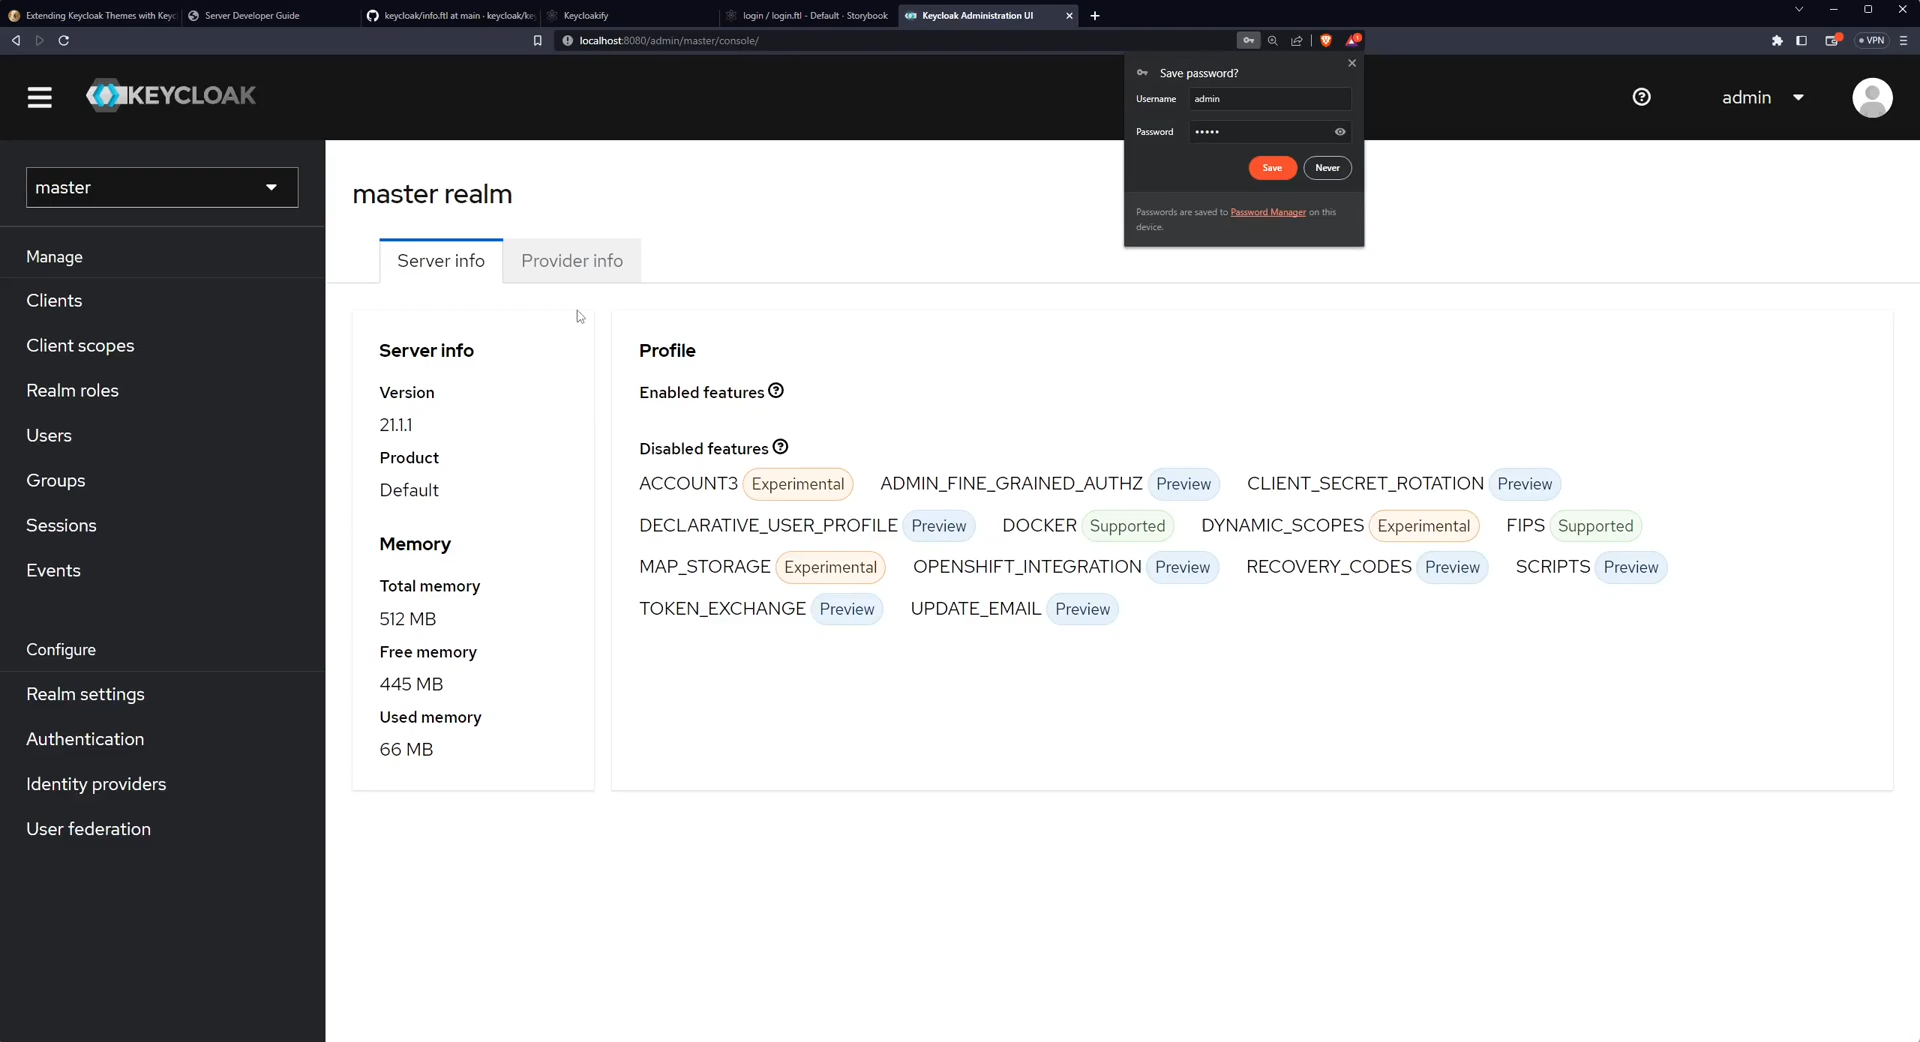 Extending Keycloak Themes with Keyc
Server Developer Guide
keycloak/info.ftl at main · keycloak/ke
Keycloakify
login / login.ftl - Default · Storybook
Keycloak Administration UI
localhost:8080/admin/master/console/
VPN
KEYCLOAK
admin
Save password?
Username
admin
Password
•••••
Save
Never
Passwords are saved to Password Manager on this
device.
master
Manage
Clients
Client scopes
Realm roles
Users
Groups
Sessions
Events
Configure
Realm settings
Authentication
Identity providers
User federation
master realm
Server info
Provider info
Server info
Version
21.1.1
Product
Default
Memory
Total memory
512 MB
Free memory
445 MB
Used memory
66 MB
Profile
Enabled features
Disabled features
ACCOUNT3 Experimental ADMIN_FINE_GRAINED_AUTHZ Preview CLIENT_SECRET_ROTATION Preview
DECLARATIVE_USER_PROFILE Preview DOCKER Supported DYNAMIC_SCOPES Experimental FIPS Supported
MAP_STORAGE Experimental OPENSHIFT_INTEGRATION Preview RECOVERY_CODES Preview SCRIPTS Preview
TOKEN_EXCHANGE Preview UPDATE_EMAIL Preview